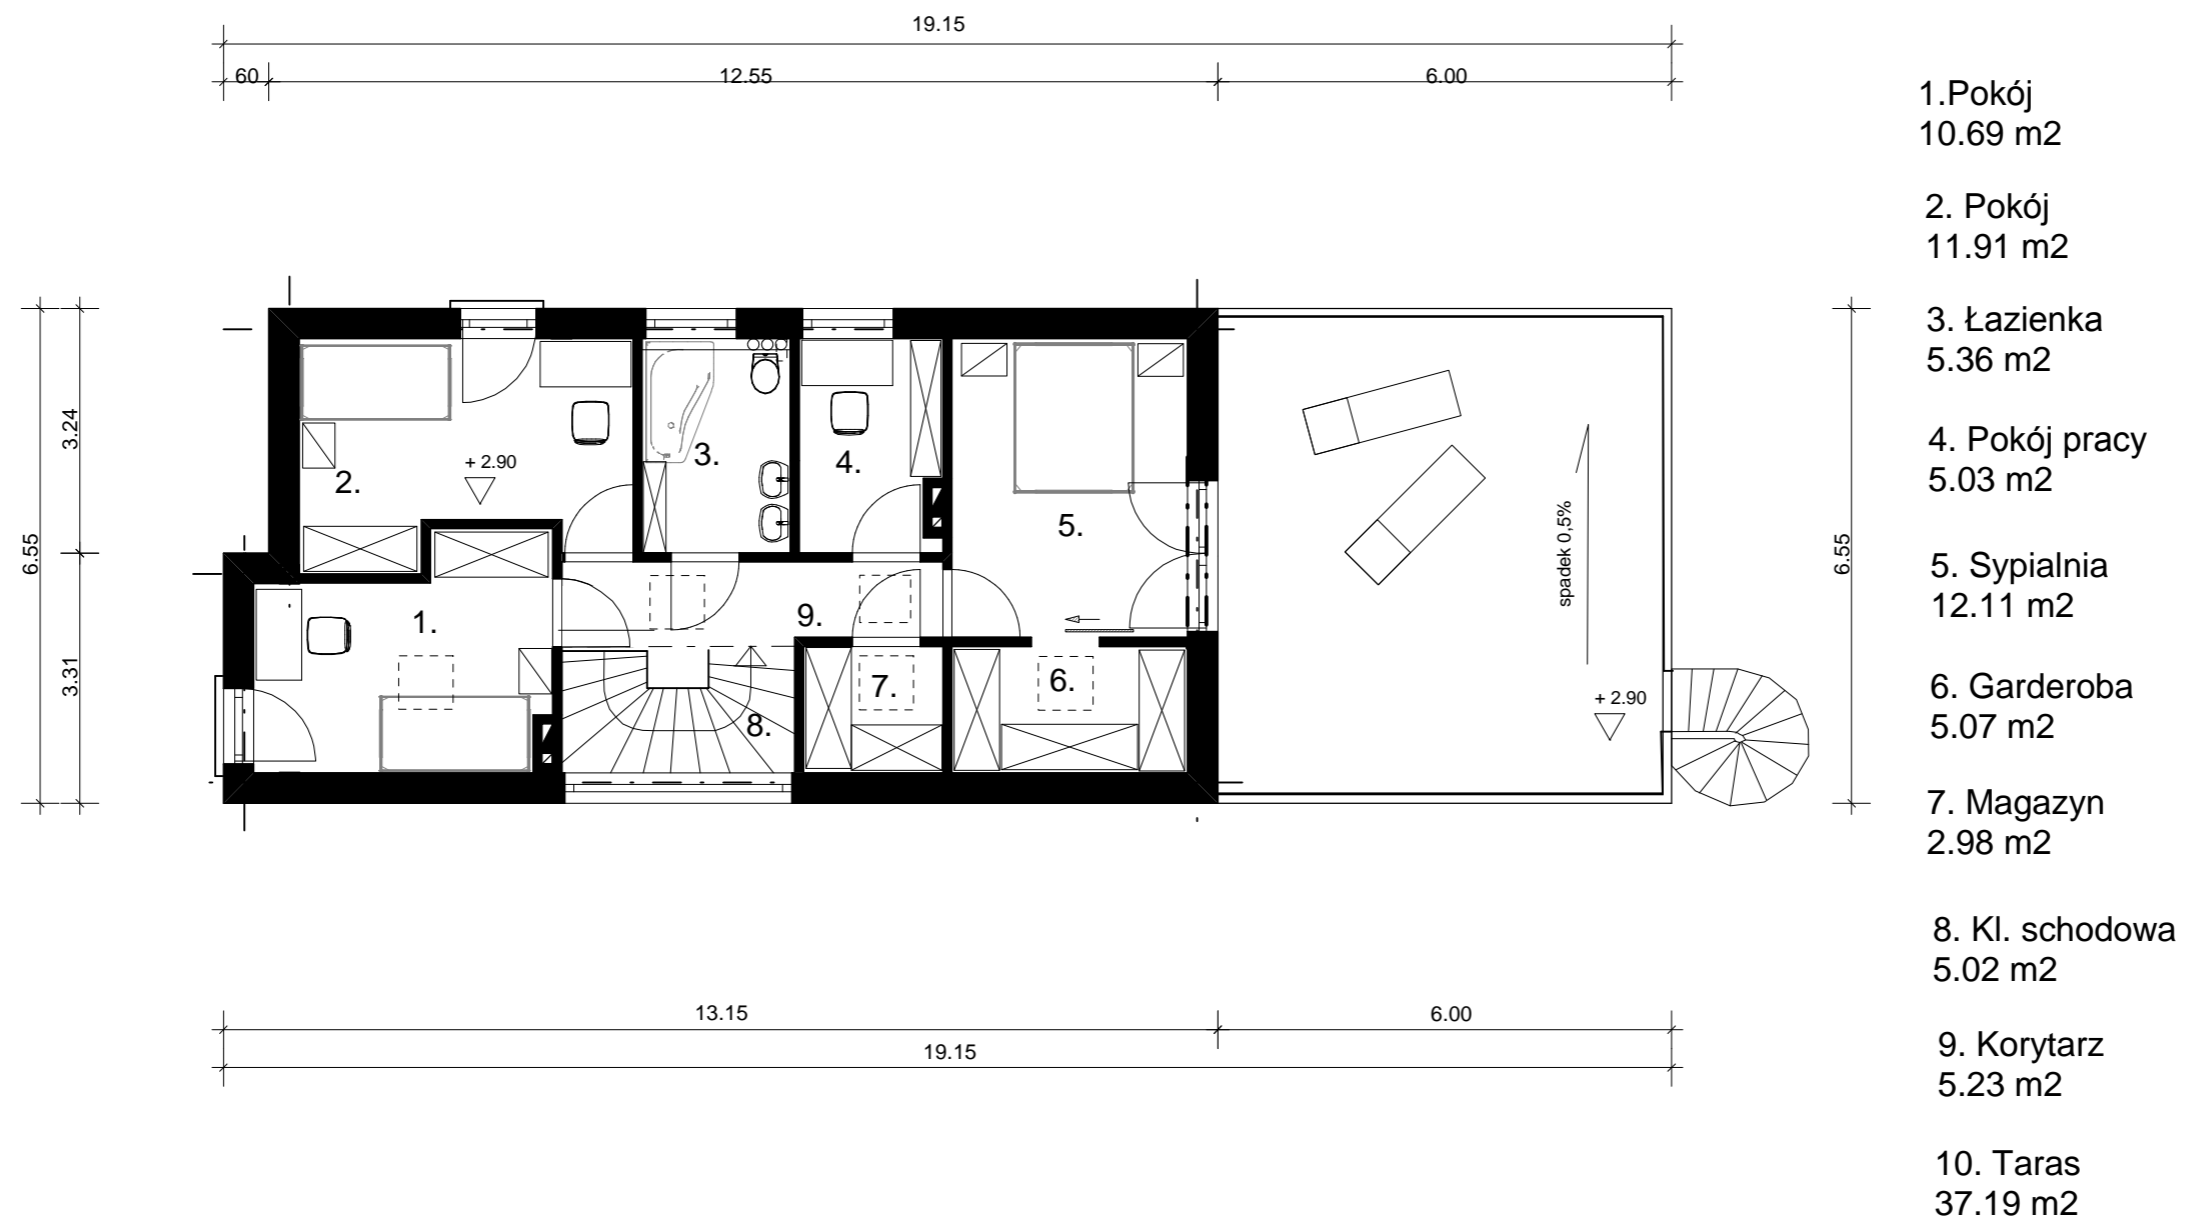 19.15
60
12.55
6.00
1.Pokój
10.69 m2
2. Pokój
11.91 m2
3. Łazienka
5.36 m2
4. Pokój pracy
5.03 m2
5. Sypialnia
12.11 m2
6. Garderoba
5.07 m2
7. Magazyn
2.98 m2
8. Kl. schodowa
5.02 m2
9. Korytarz
5.23 m2
10. Taras
37.19 m2
6.55
3.24
3.31
2.
+ 2.90
3.
4.
5.
1.
9.
7.
6.
8.
spadek 0,5%
+ 2.90
6.55
13.15
6.00
19.15